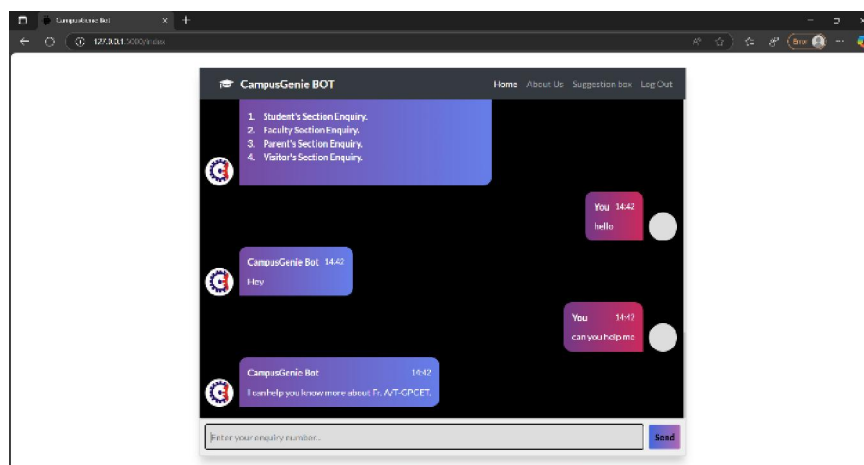 CampusGenie Bot
127.0.0.1:5000/index
Error
CampusGenie BOT
Home About Us Suggestion box Log Out
1. Student's Section Enquiry.
2. Faculty Section Enquiry.
3. Parent's Section Enquiry.
4. Visitor's Section Enquiry.
You 14:42
hello
CampusGenie Bot 14:42
Hey
You 14:42
can you help me
CampusGenie Bot 14:42
I can help you know more about Fr.
Enter your enquiry number...
Send